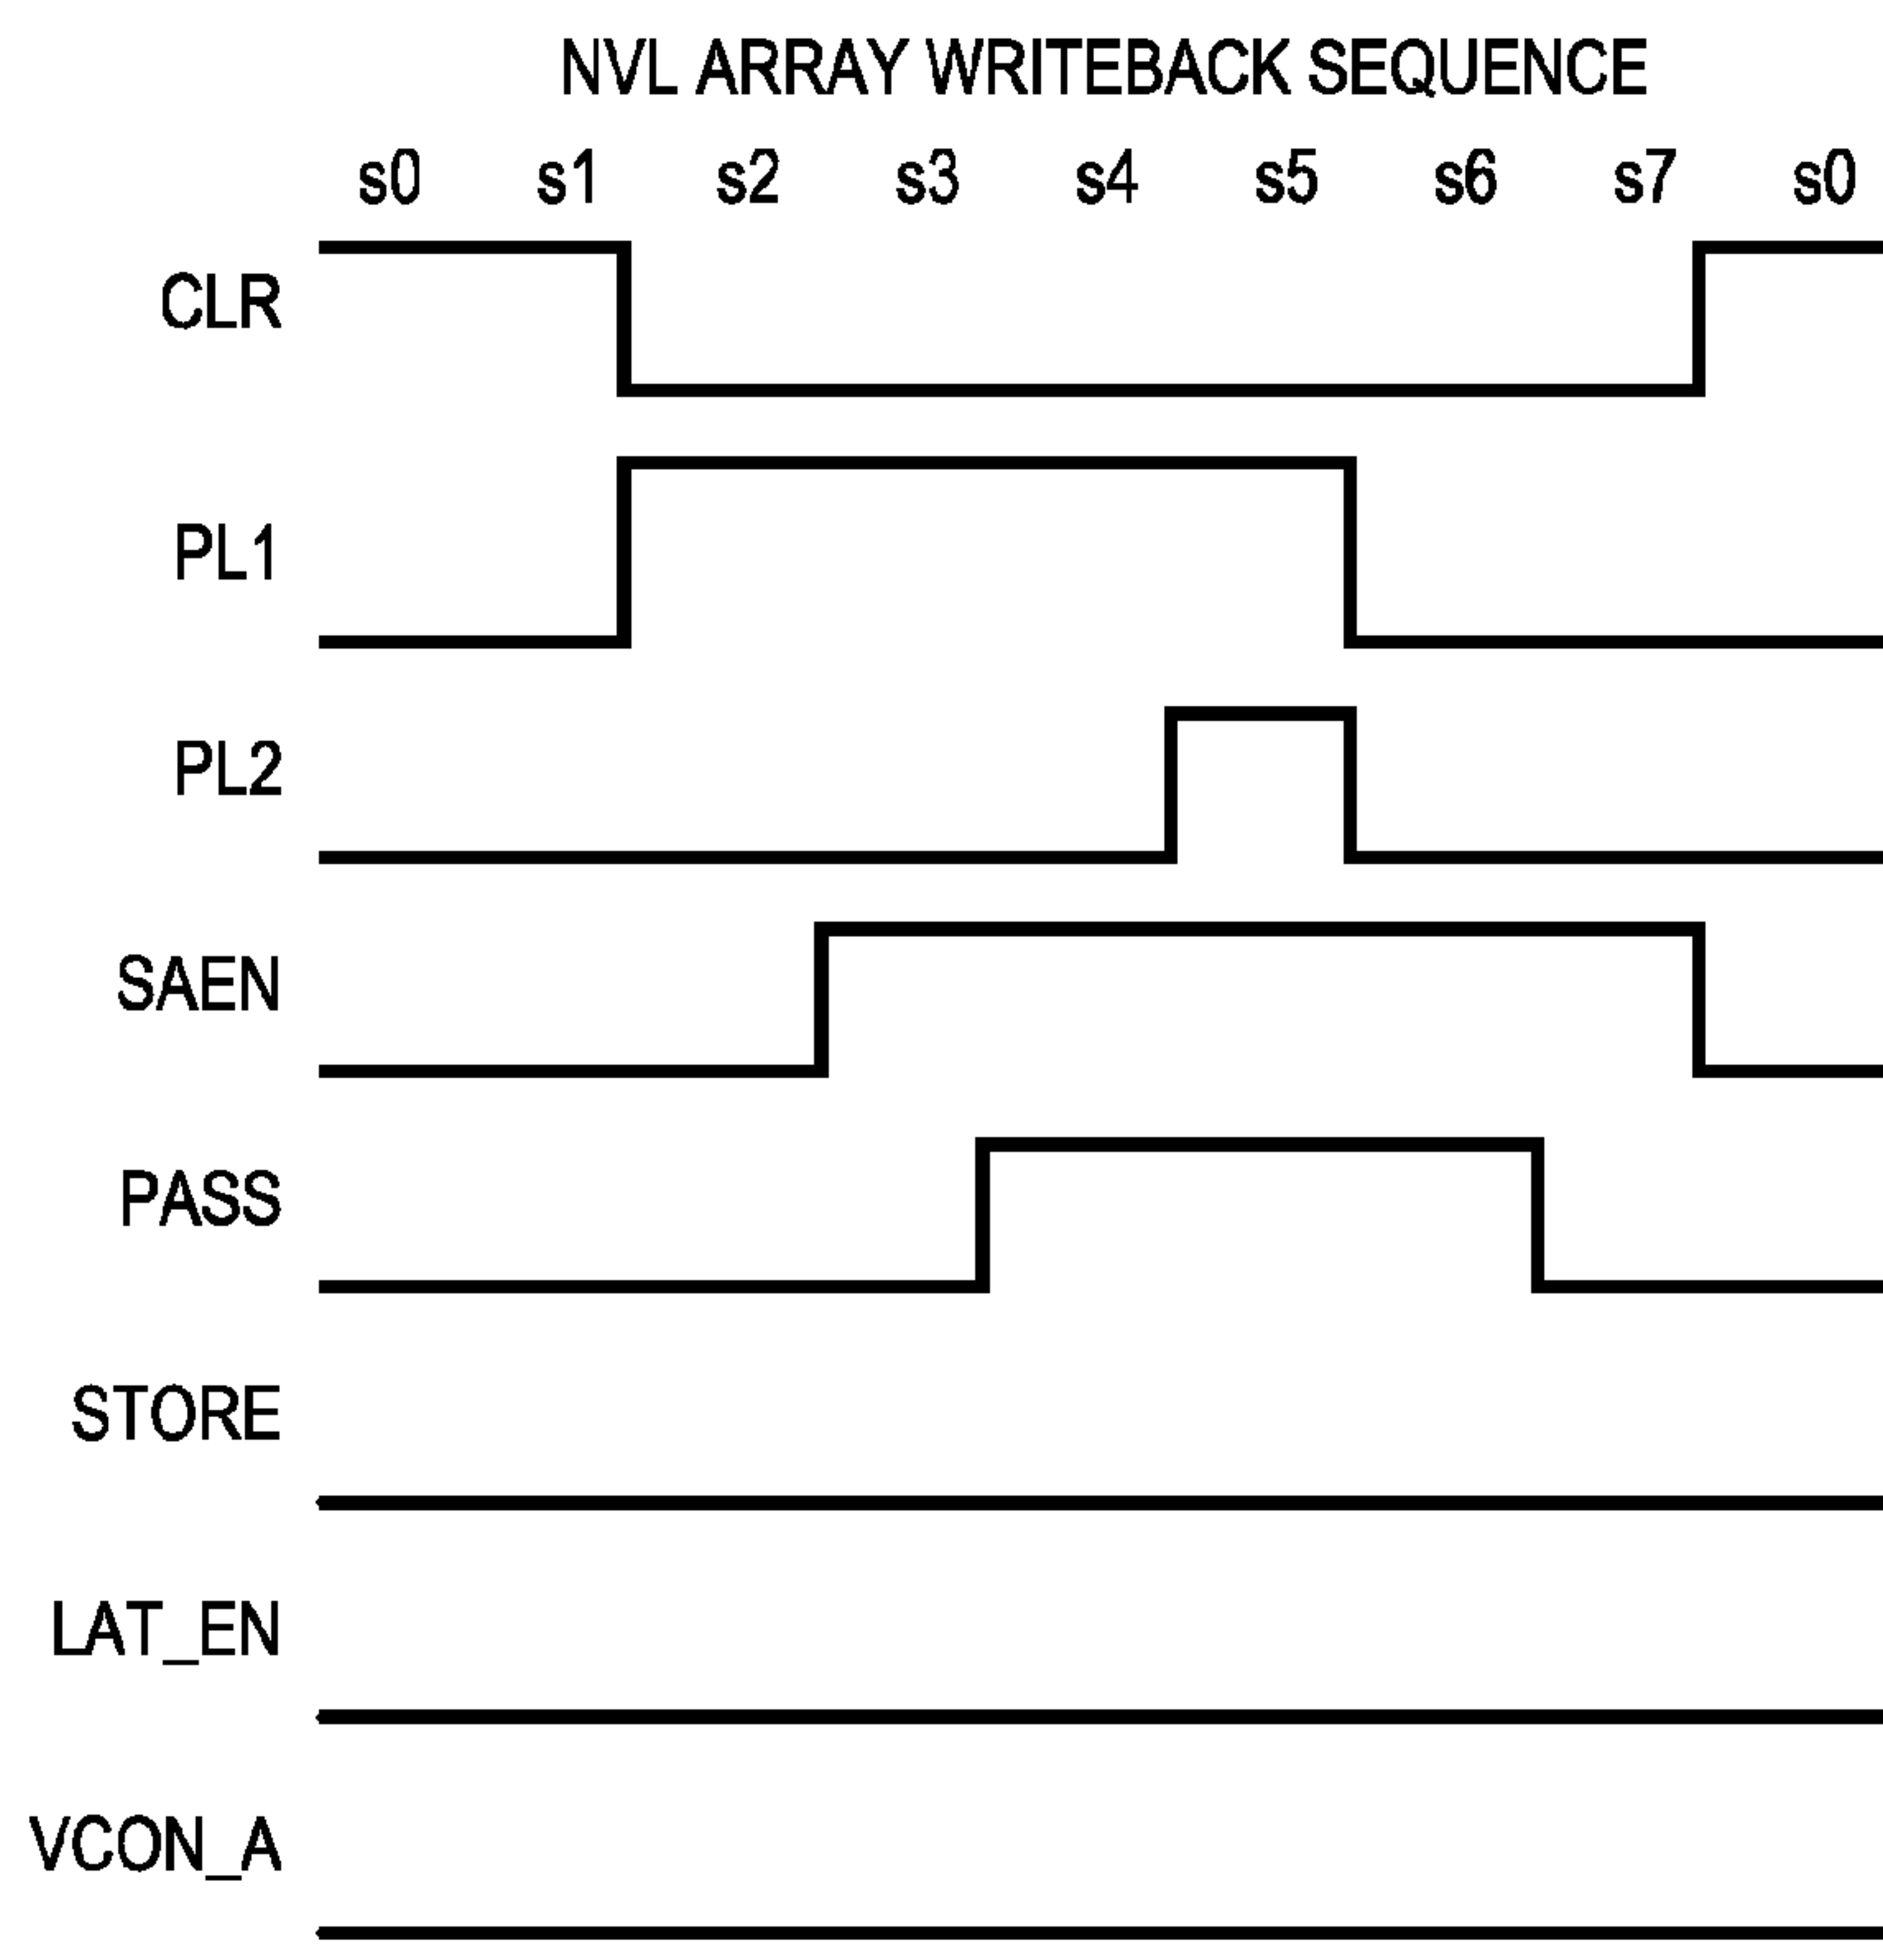 NVL ARRAY WRITEBACK SEQUENCE
s0 s1 s2 s3 s4 s5 s6 s7 s0
CLR
PL1
PL2
SAEN
PASS
STORE
LAT_EN
VCON_A